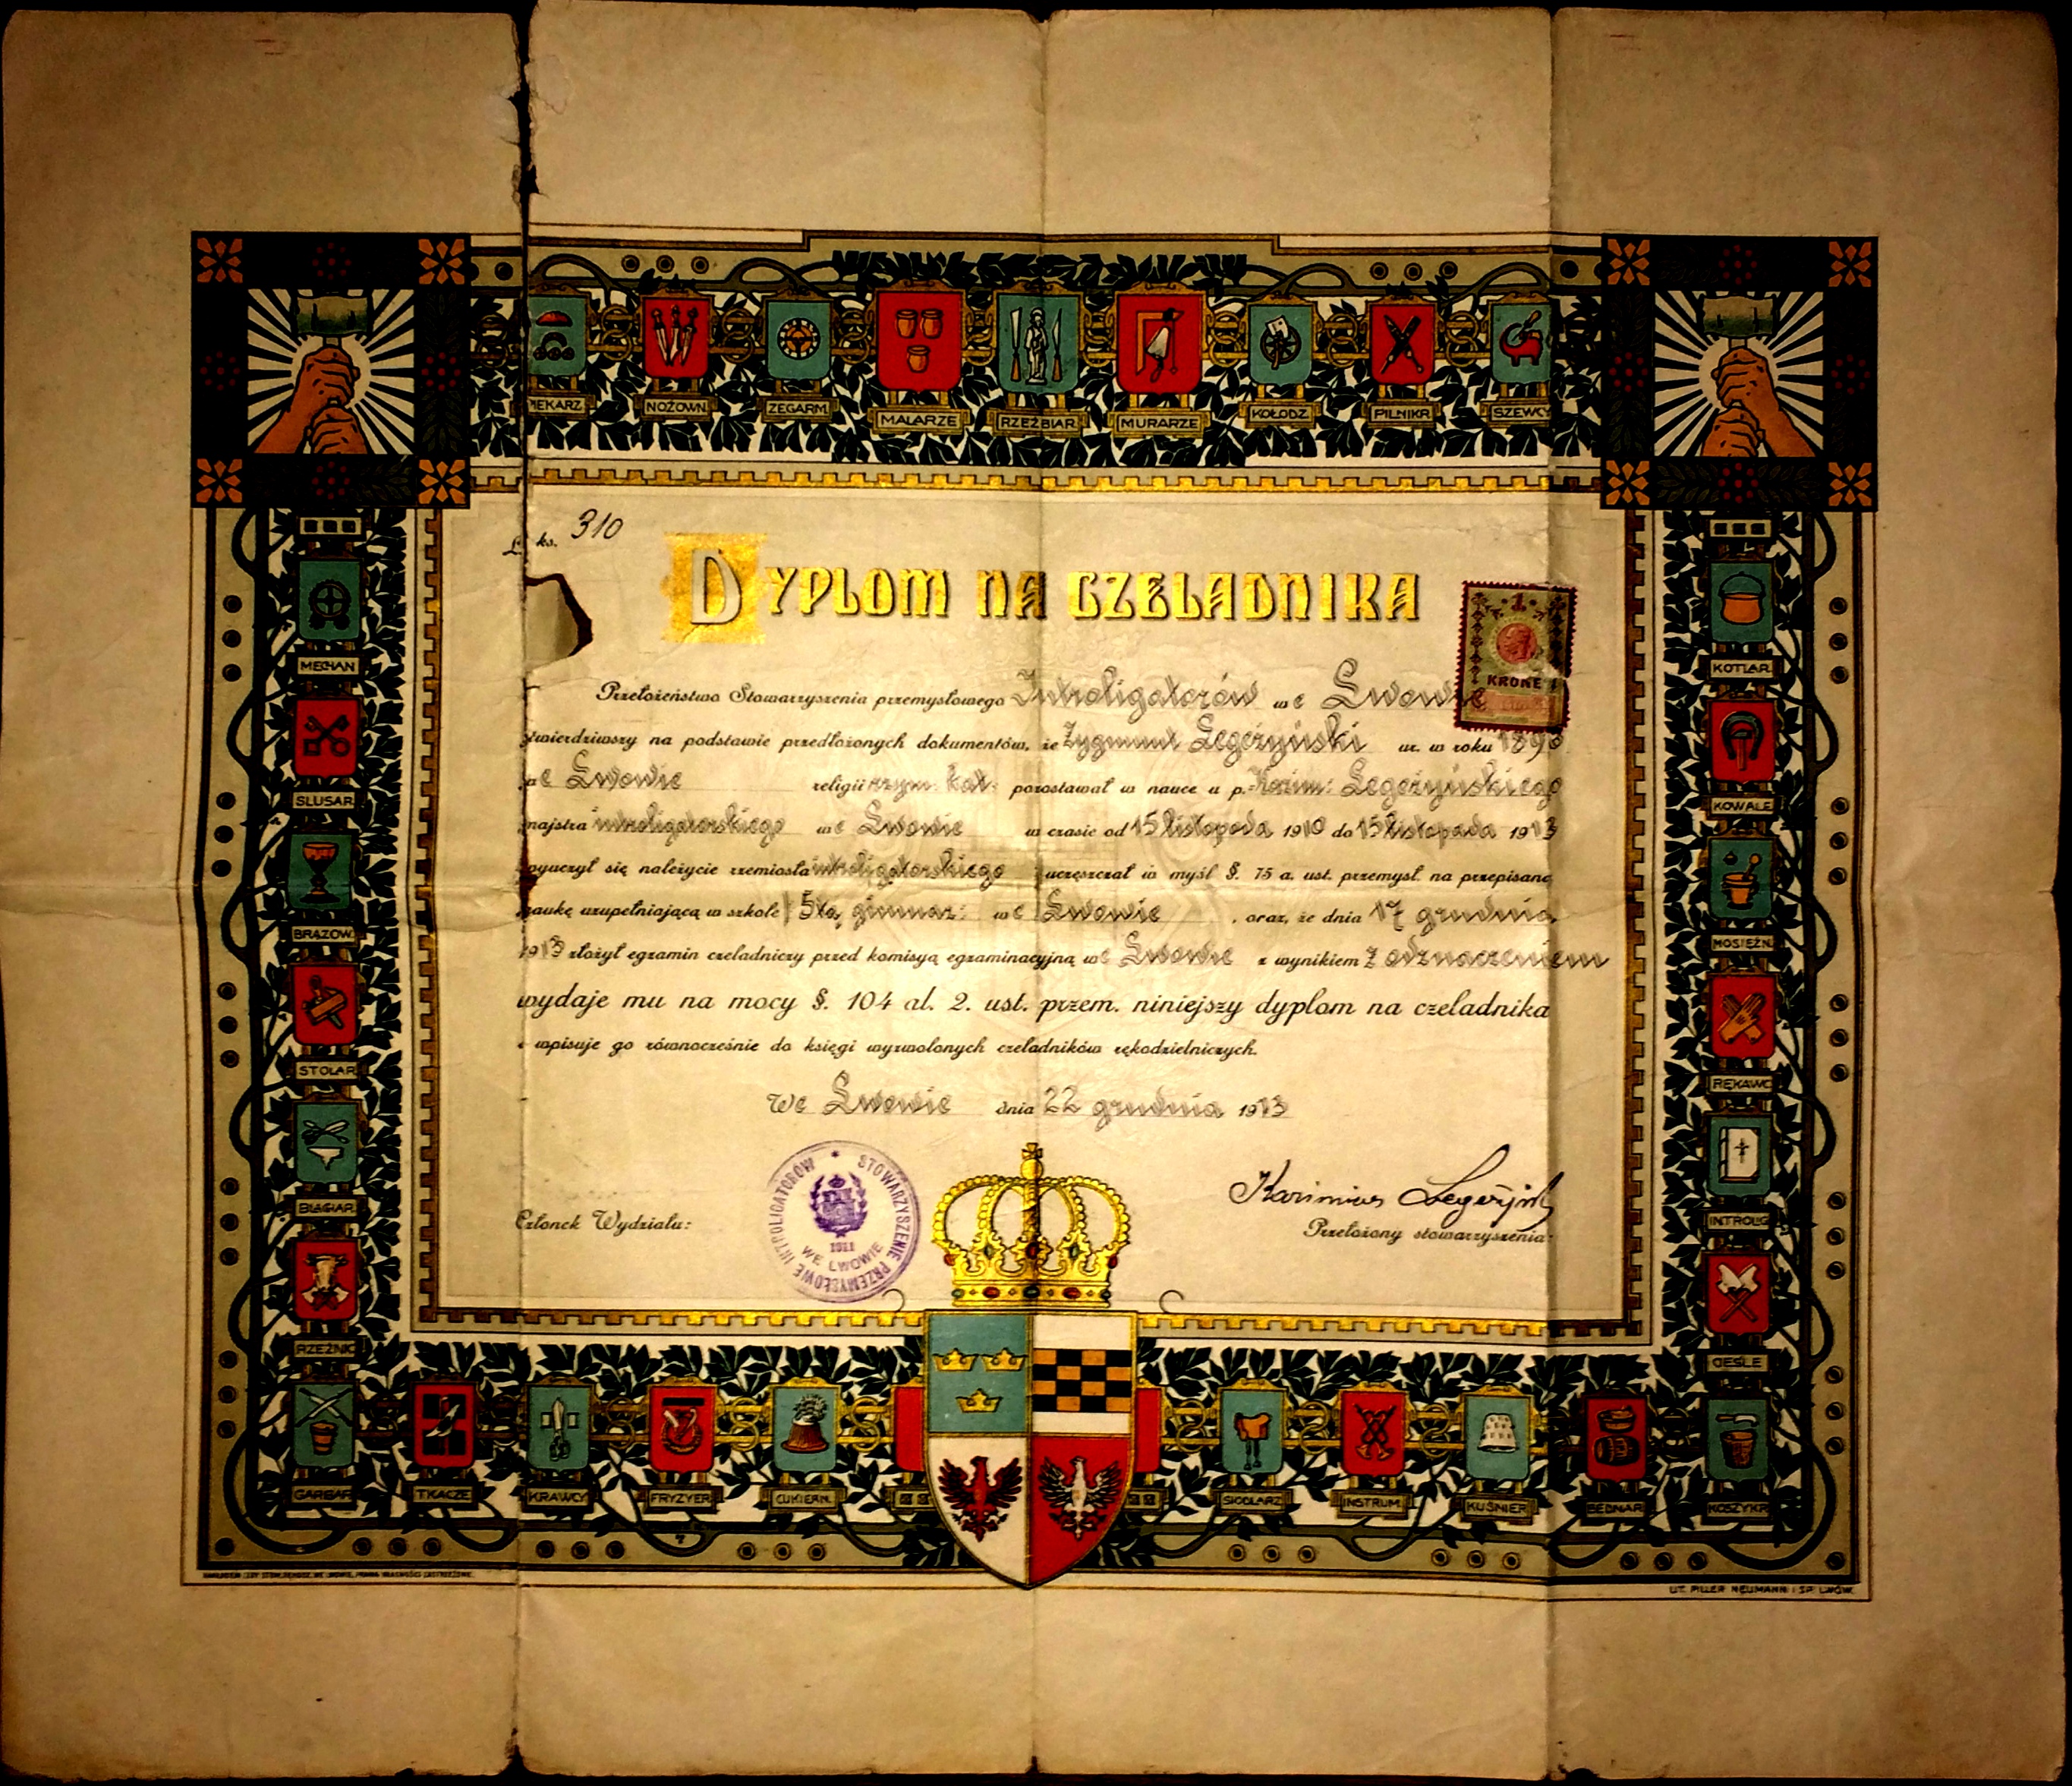 PIEKARZ NOŻOWN. ZEGARM. MALARZE RZEŹBIAR. MURARZE KOŁODZ. PILNIKR. SZEWCY
L. ks. 310
DYPLOM NA CZELADNIKA
1
KRONE
Przełożeństwo Stowarzyszenia przemysłowego Introligatorów we Lwowie
stwierdziwszy na podstawie przedłożonych dokumentów, że Zygmunt Legeżyński ur. w roku
we Lwowie religii rzym. kat. pozostawał w nauce u p. Kazim: Legeżyńskiego
majstra introligatorskiego we Lwowie w czasie od 15 listopada 1910 do 15 listopada 1913
wyuczył się należycie rzemiosła introligatorskiego uczęszczał w myśl §. 75 a. ust. przemysł. na przepisaną
naukę uzupełniającą w szkole 5tą gimnaz: we Lwowie , oraz, że dnia 17 grudnia
1913 złożył egzamin czeladniczy przed komisyą egzaminacyjną we Lwowie z wynikiem z odznaczeniem
wydaje mu na mocy §. 104 al. 2. ust. przem. niniejszy dyplom na czeladnika
i wpisuje go równocześnie do księgi wyzwolonych czeladników rękodzielniczych.
We Lwowie dnia 22 grudnia 1913
STOWARZYSZENIE PRZEMYSŁOWE INTROLIGATORÓW
WE LWOWIE
Kazimierz Legeżyński
Członek Wydziału:
Przełożony stowarzyszenia:
MECHAN.
SLUSAR.
BRĄZOW.
STOLAR.
BLACHAR.
RZEŹNIC.
KOTLAR.
KOWALE
MOSIĘŻN.
RĘKAWC.
INTROLIG.
CIEŚLE
GARBAR. TKACZE KRAWCY FRYZYER. CUKIERN. SIODLARZ. INSTRUM. KUŚNIER. BEDNAR. KOSZYKR.
LIT. PILLER NEUMANN I SP. LWÓW.